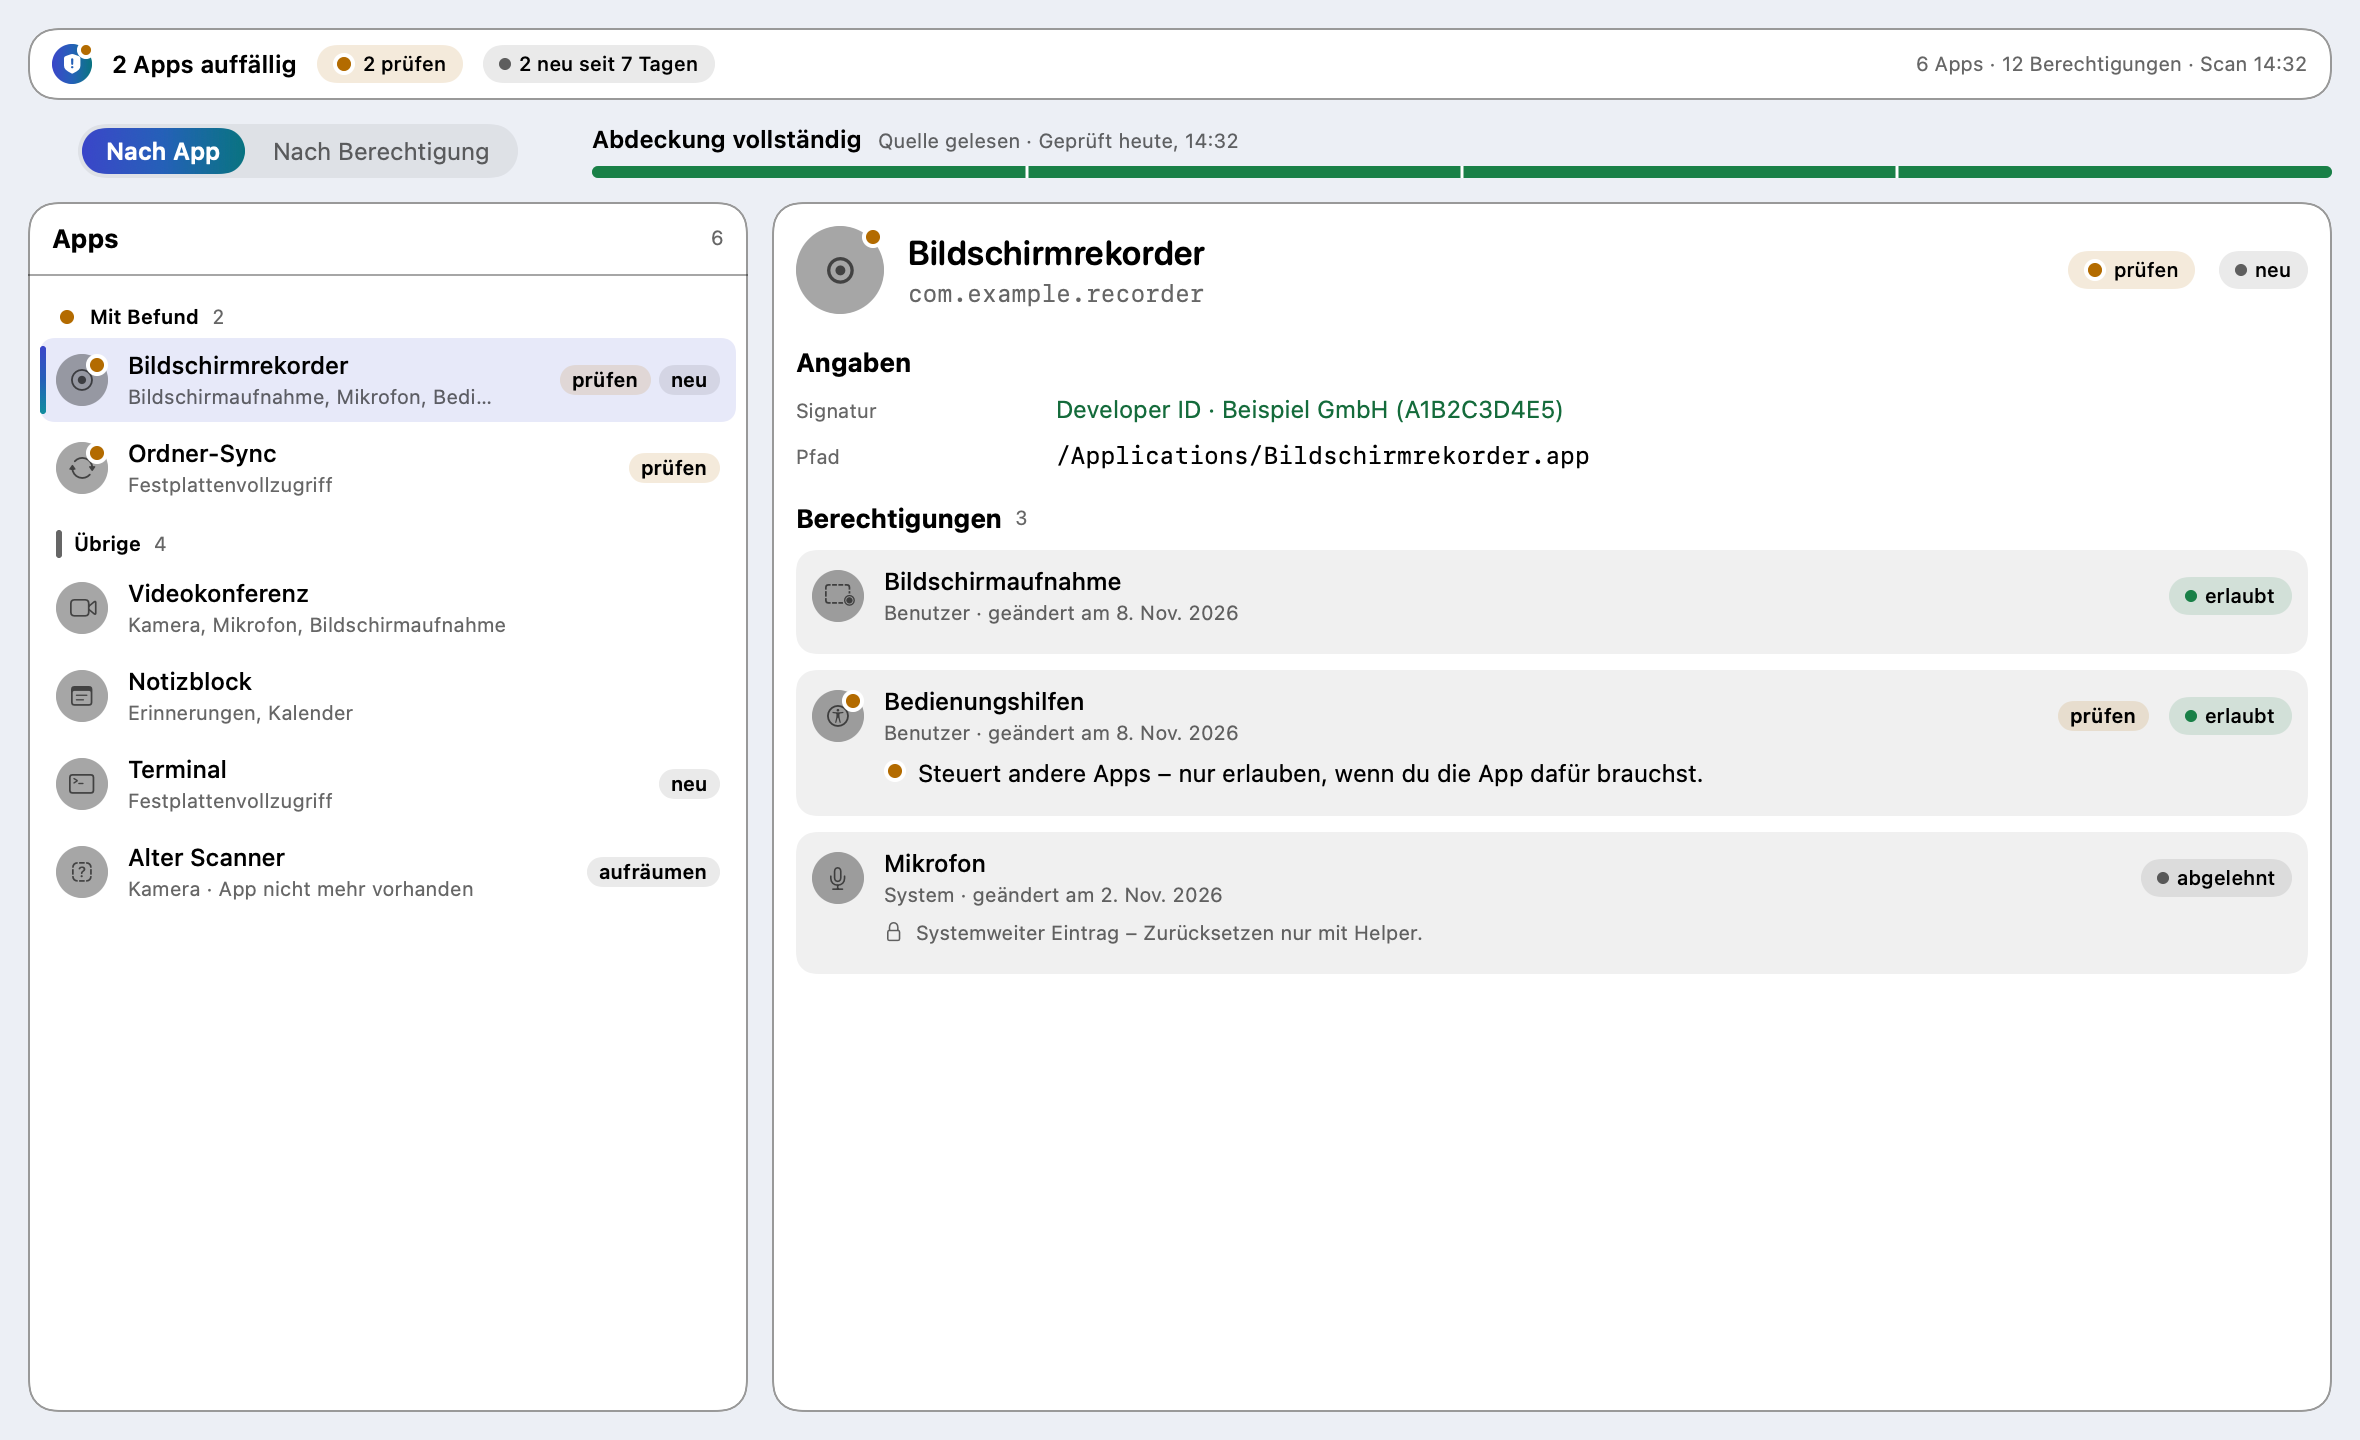 2 Apps auffällig
2 prüfen
2 neu seit 7 Tagen
6 Apps · 12 Berechtigungen · Scan 14:32
Nach App
Nach Berechtigung
Abdeckung vollständig
Quelle gelesen · Geprüft heute, 14:32
Apps
6
Mit Befund 2
Bildschirmrekorder
Bildschirmaufnahme, Mikrofon, Bedi…
prüfen
neu
Ordner-Sync
Festplattenvollzugriff
prüfen
Übrige 4
Videokonferenz
Kamera, Mikrofon, Bildschirmaufnahme
Notizblock
Erinnerungen, Kalender
Terminal
Festplattenvollzugriff
neu
Alter Scanner
Kamera · App nicht mehr vorhanden
aufräumen
Bildschirmrekorder
com.example.recorder
prüfen
neu
Angaben
Signatur
Developer ID · Beispiel GmbH (A1B2C3D4E5)
Pfad
/Applications/Bildschirmrekorder.app
Berechtigungen 3
Bildschirmaufnahme
Benutzer · geändert am 8. Nov. 2026
erlaubt
Bedienungshilfen
Benutzer · geändert am 8. Nov. 2026
prüfen
erlaubt
Steuert andere Apps – nur erlauben, wenn du die App dafür brauchst.
Mikrofon
System · geändert am 2. Nov. 2026
abgelehnt
Systemweiter Eintrag – Zurücksetzen nur mit Helper.